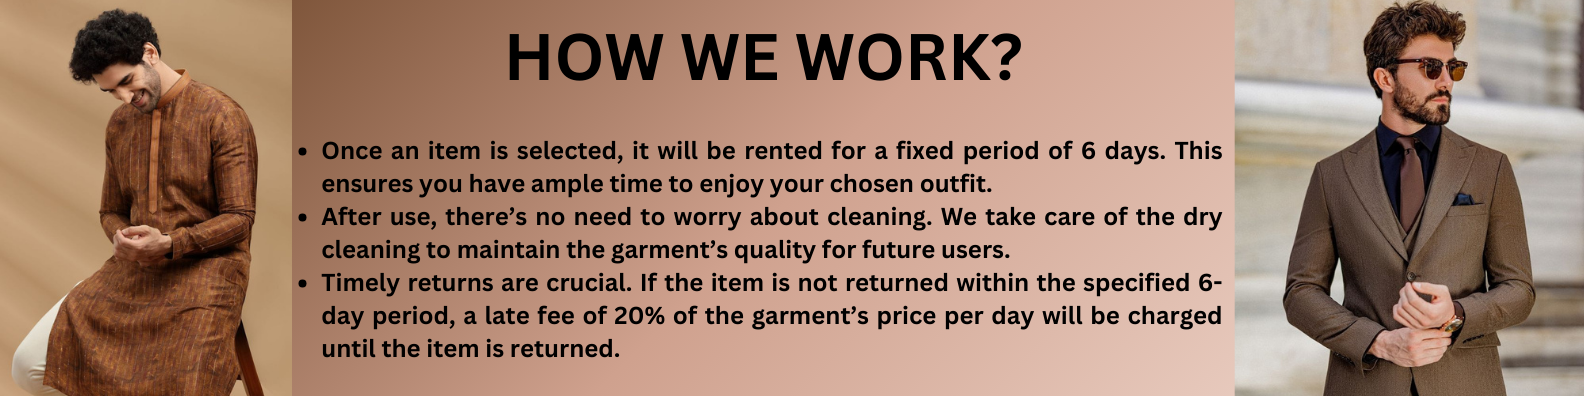 HOW WE WORK?
• Once an item is selected, it will be rented for a fixed period of 6 days. This
ensures you have ample time to enjoy your chosen outfit.
• After use, there’s no need to worry about cleaning. We take care of the dry
cleaning to maintain the garment’s quality for future users.
• Timely returns are crucial. If the item is not returned within the specified 6-
day period, a late fee of 20% of the garment’s price per day will be charged
until the item is returned.